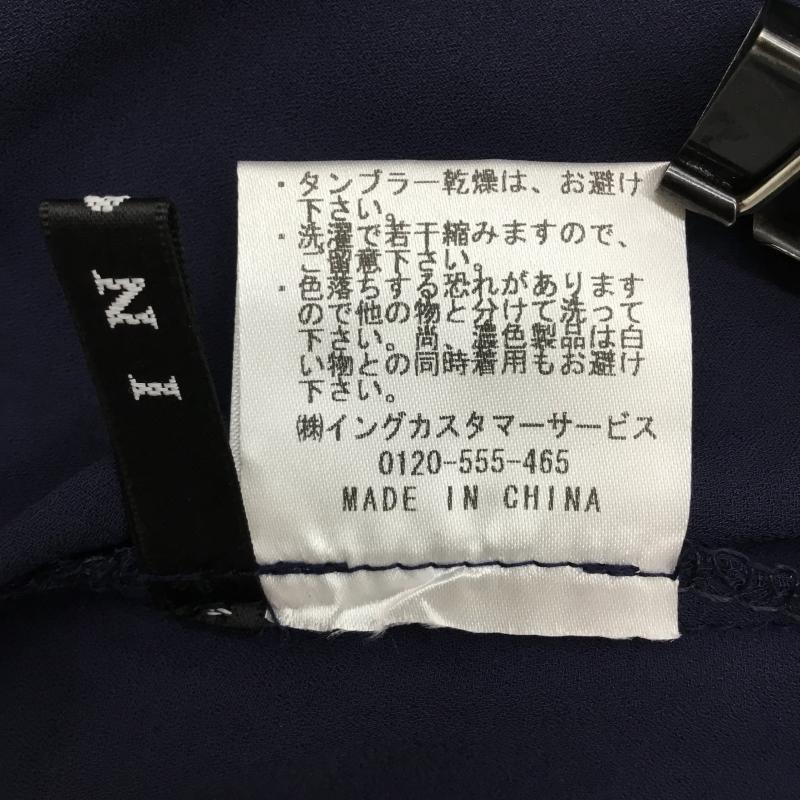 ・タンブラー乾燥は、お避け
下さい。
・洗濯で若干縮みますので、
ご留意下さい。
・色落ちする恐れがあります
ので他の物と分けて洗って
下さい。尚、濃色製品は白
い物との同時着用もお避け
下さい。
㈱イングカスタマーサービス
0120-555-465
MADE IN CHINA
N
I